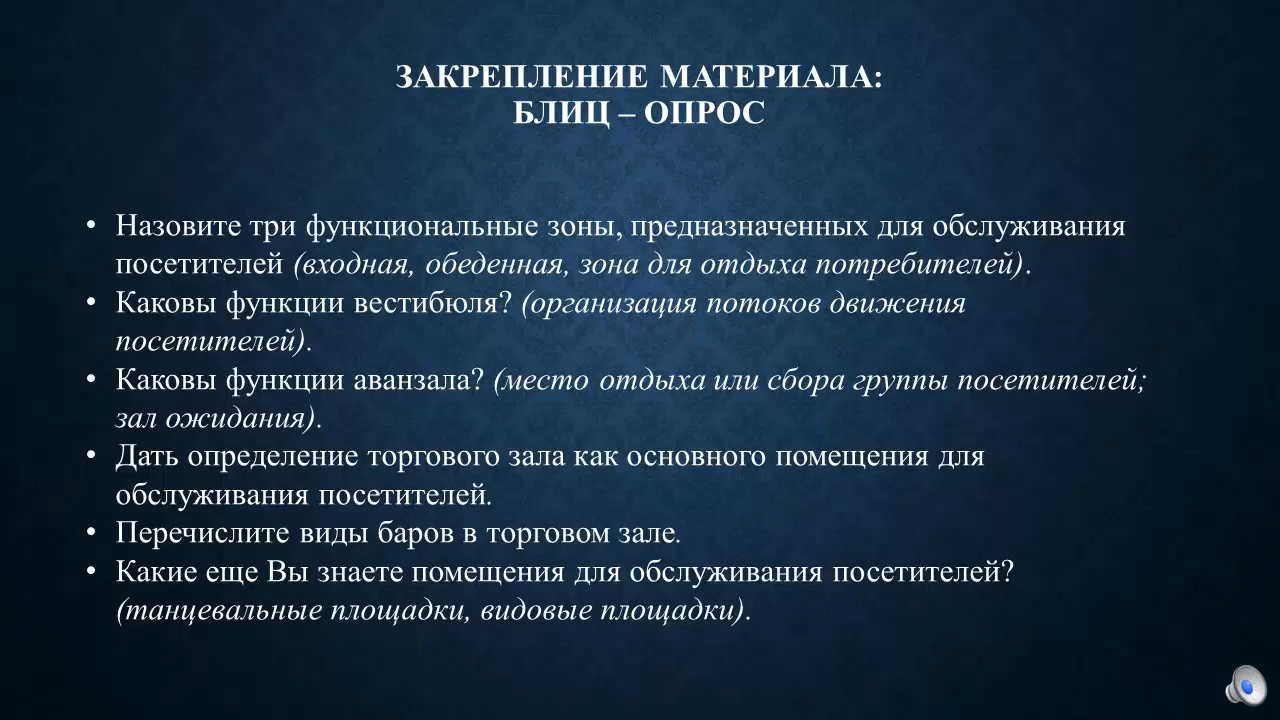 ЗАКРЕПЛЕНИЕ МАТЕРИАЛА:
БЛИЦ – ОПРОС
• Назовите три функциональные зоны, предназначенных для обслуживания
посетителей (входная, обеденная, зона для отдыха потребителей).
• Каковы функции вестибюля? (организация потоков движения
посетителей).
• Каковы функции аванзала? (место отдыха или сбора группы посетителей;
зал ожидания).
• Дать определение торгового зала как основного помещения для
обслуживания посетителей.
• Перечислите виды баров в торговом зале.
• Какие еще Вы знаете помещения для обслуживания посетителей?
(танцевальные площадки, видовые площадки).